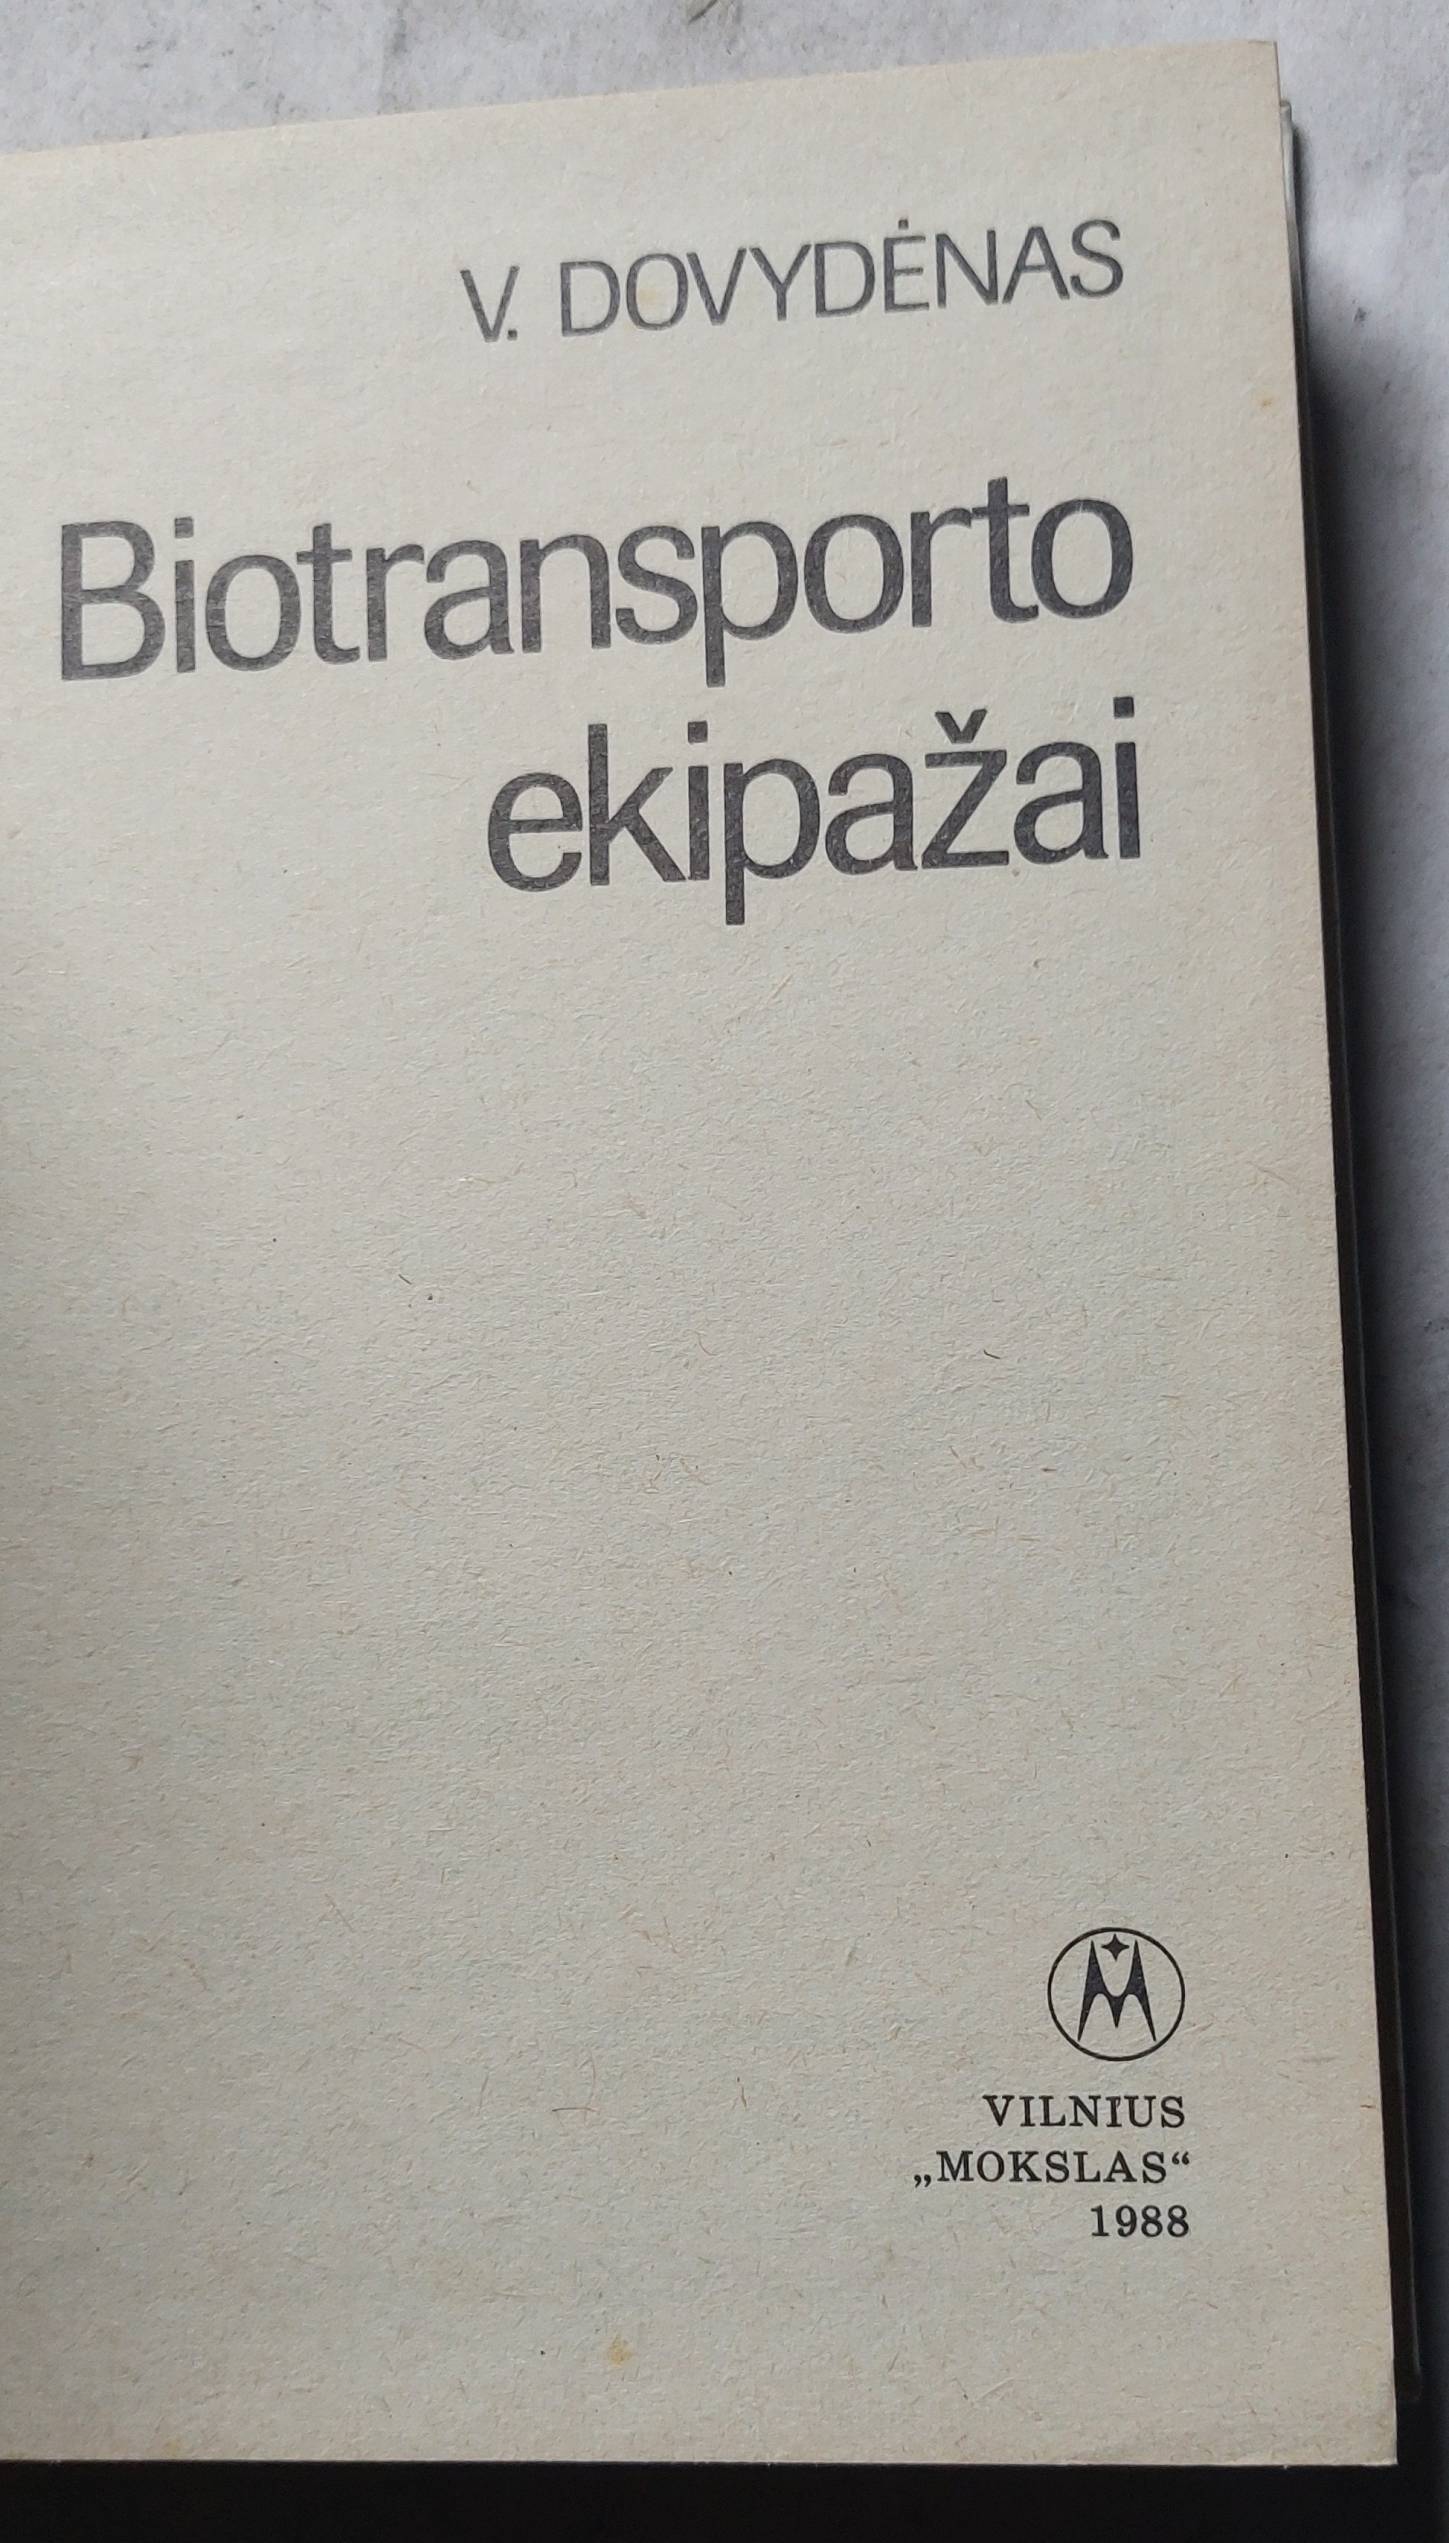 V. DOVYDĖNAS
Biotransporto
ekipažai
VILNIUS
„MOKSLAS“
1988